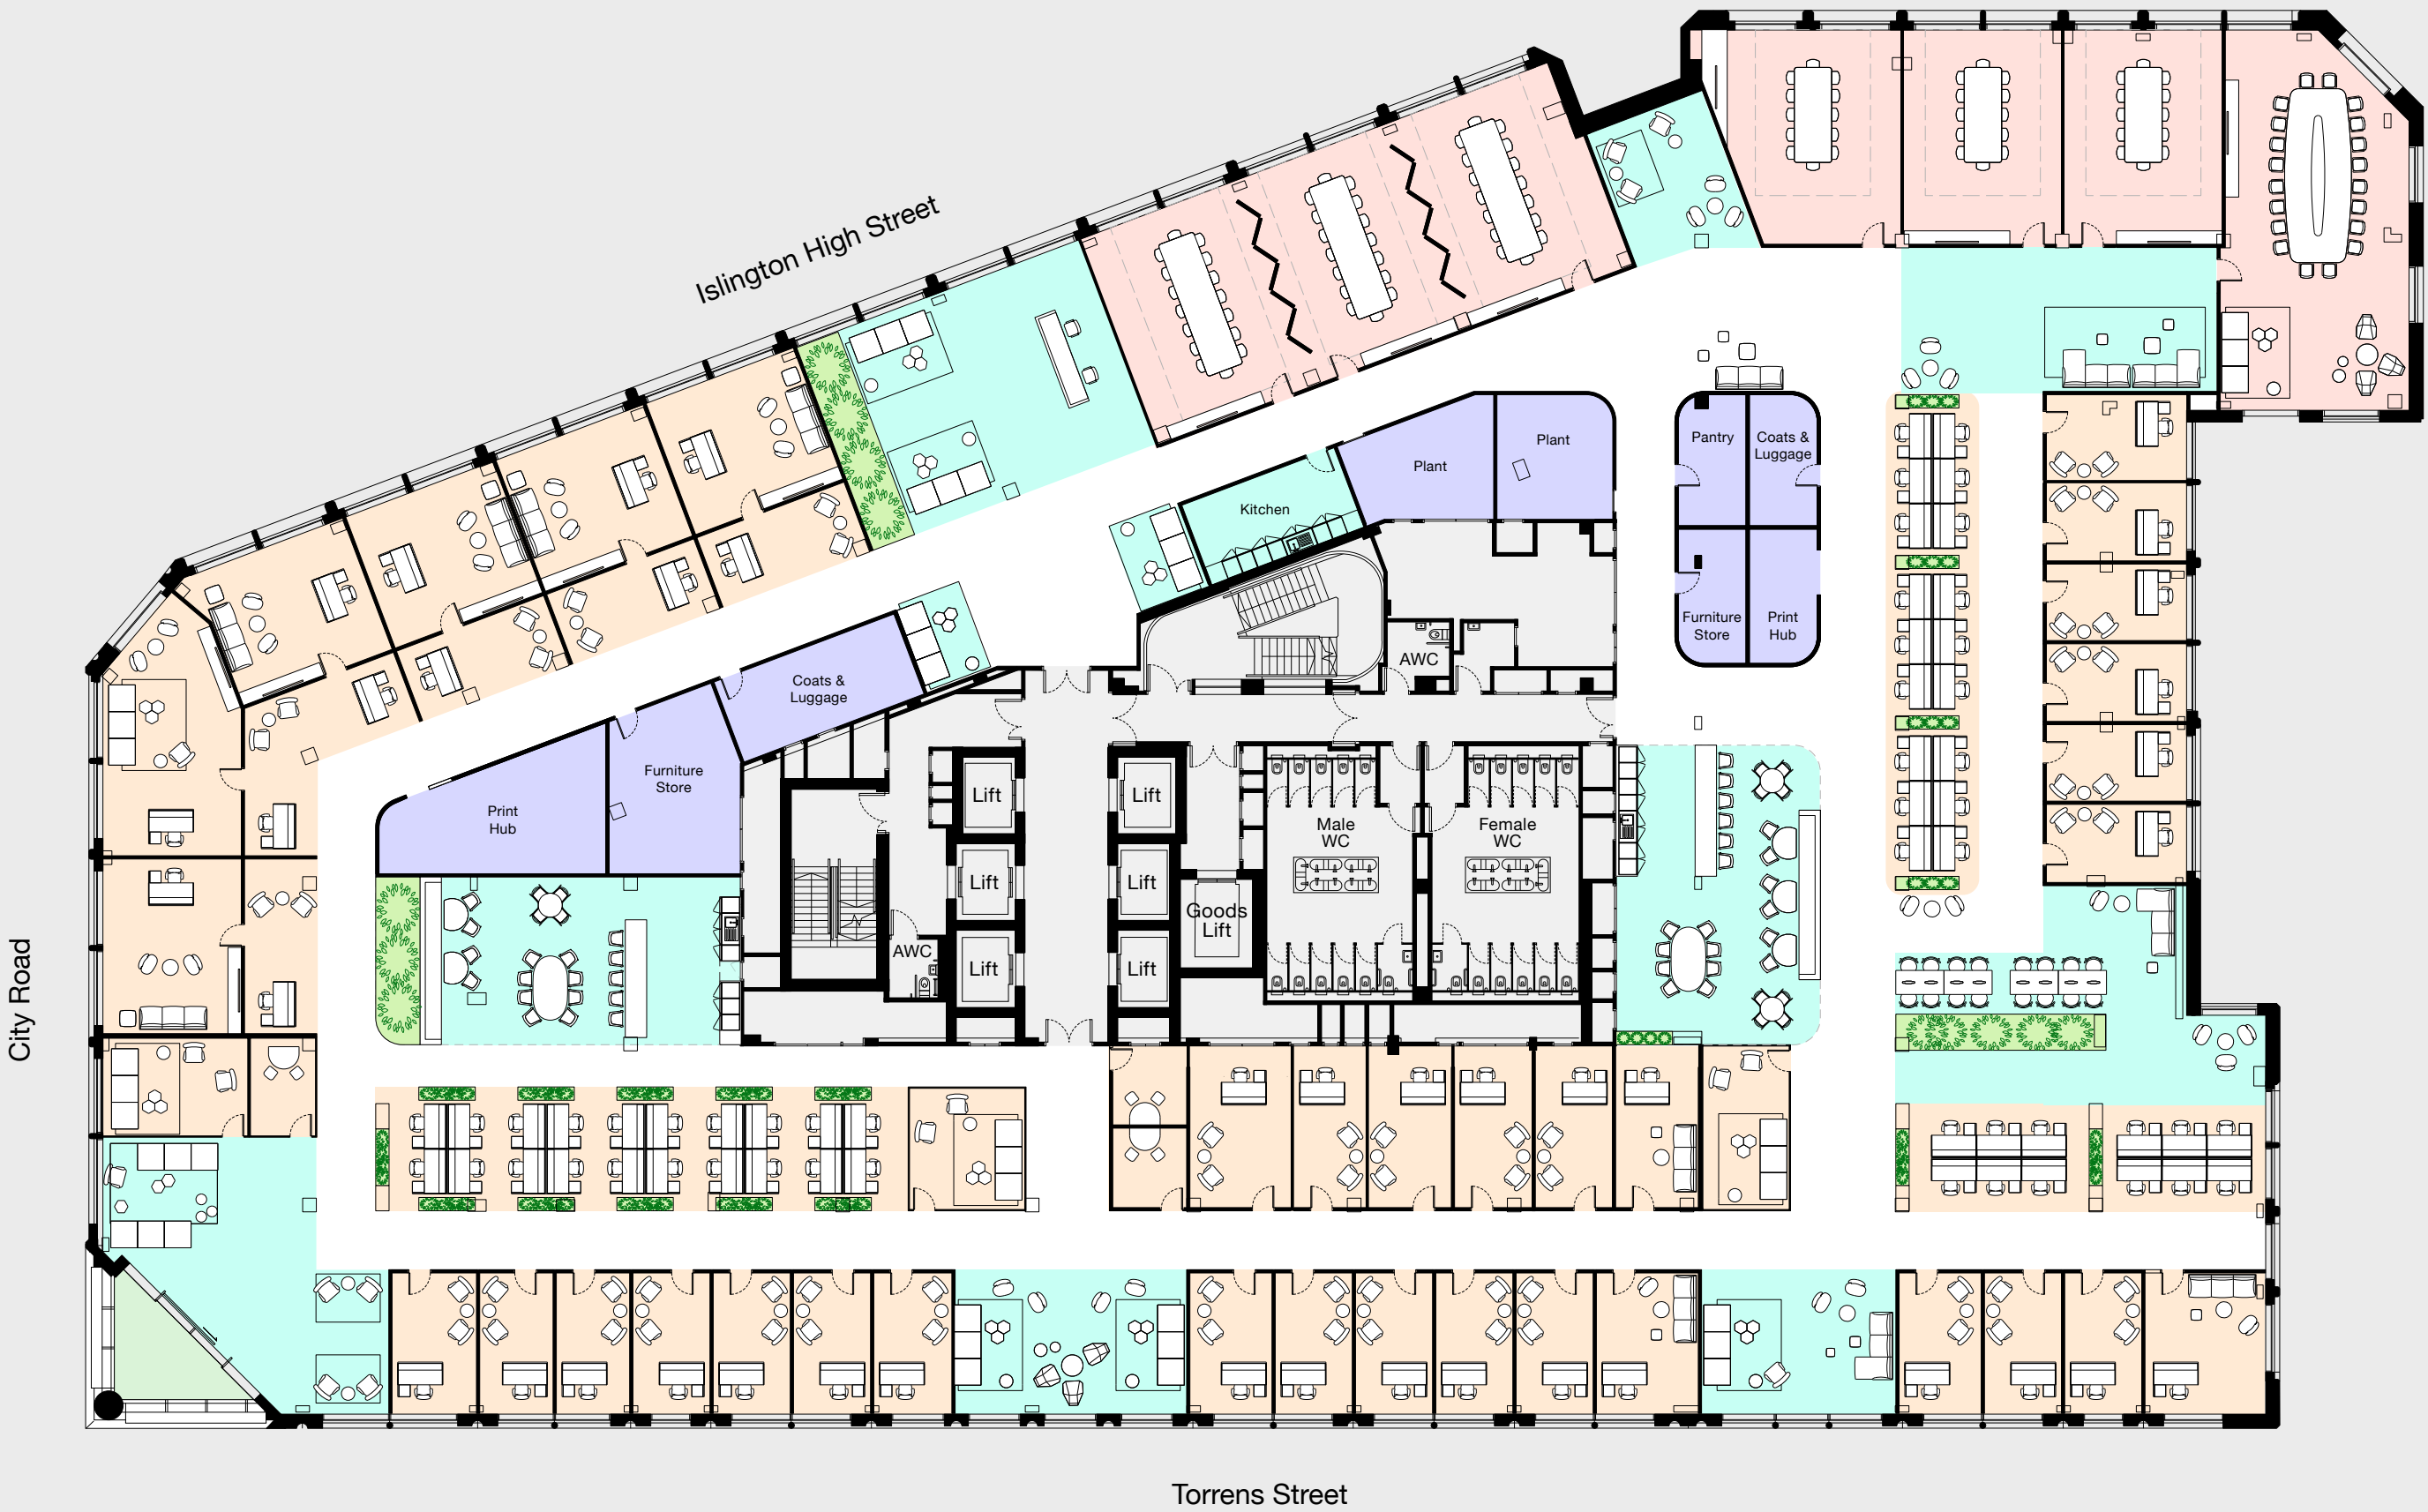 Islington High Street
Plant
Pantry
Coats &
Luggage
Plant
Kitchen
Furniture
Store
Print
Hub
AWC
Coats &
Luggage
Furniture
Store
Print
Hub
Lift
Lift
Male
WC
Female
WC
Lift
Lift
Goods
Lift
AWC
Lift
Lift
City Road
Torrens Street